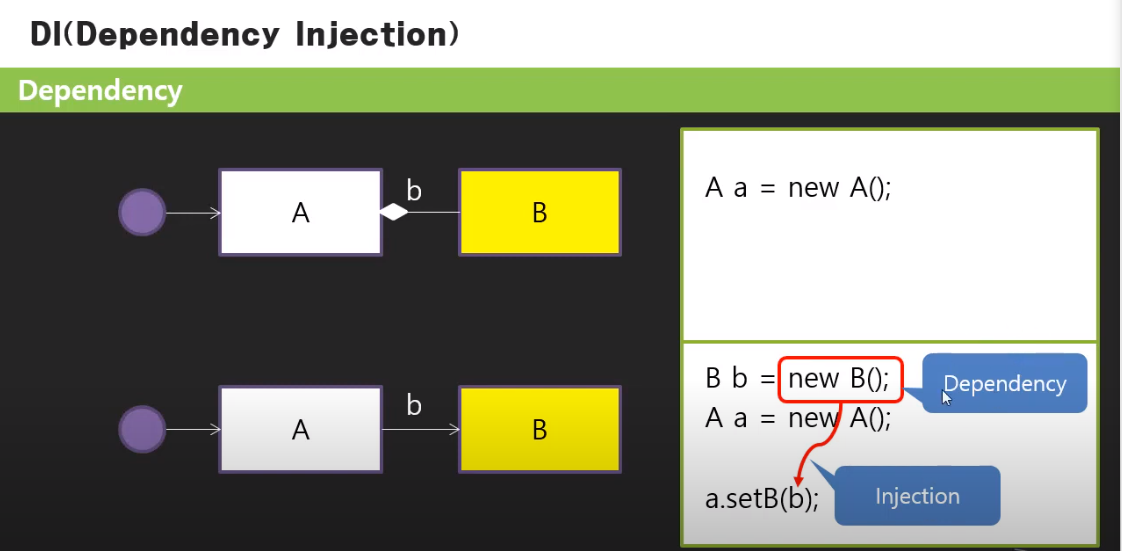 DI(Dependency Injection)
Dependency
A
b
B
A a = new A();
A
b
B
B b = new B();
Dependency
A a = new A();
a.setB(b);
Injection